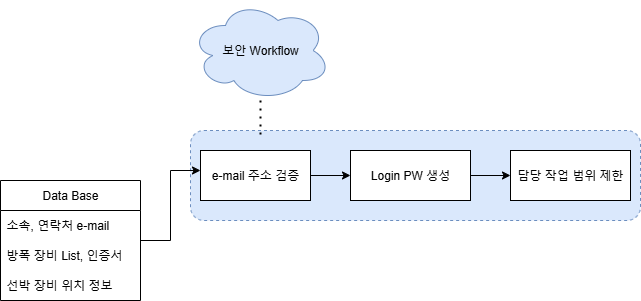 보안 Workflow
e-mail 주소 검증
Login PW 생성
담당 작업 범위 제한
Data Base
소속, 연락처 e-mail
방폭 장비 List, 인증서
선박 장비 위치 정보